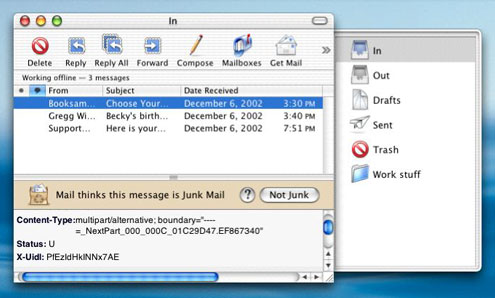 In
Delete Reply Reply All Forward Compose Mailboxes Get Mail »
Working offline — 3 messages
From Subject Date Received
Booksam... Choose Your... December 6, 2002 3:30 PM
Gregg Wi... Becky's birth... December 6, 2002 3:40 PM
Support... Here is your... December 6, 2002 7:51 PM
Mail thinks this message is Junk Mail ? Not Junk
Content-Type:multipart/alternative; boundary="----
=_NextPart_000_000C_01C29D47.EF867340"
Status: U
X-Uidl: PfEzIdHkINNx7AE
In
Out
Drafts
Sent
Trash
Work stuff